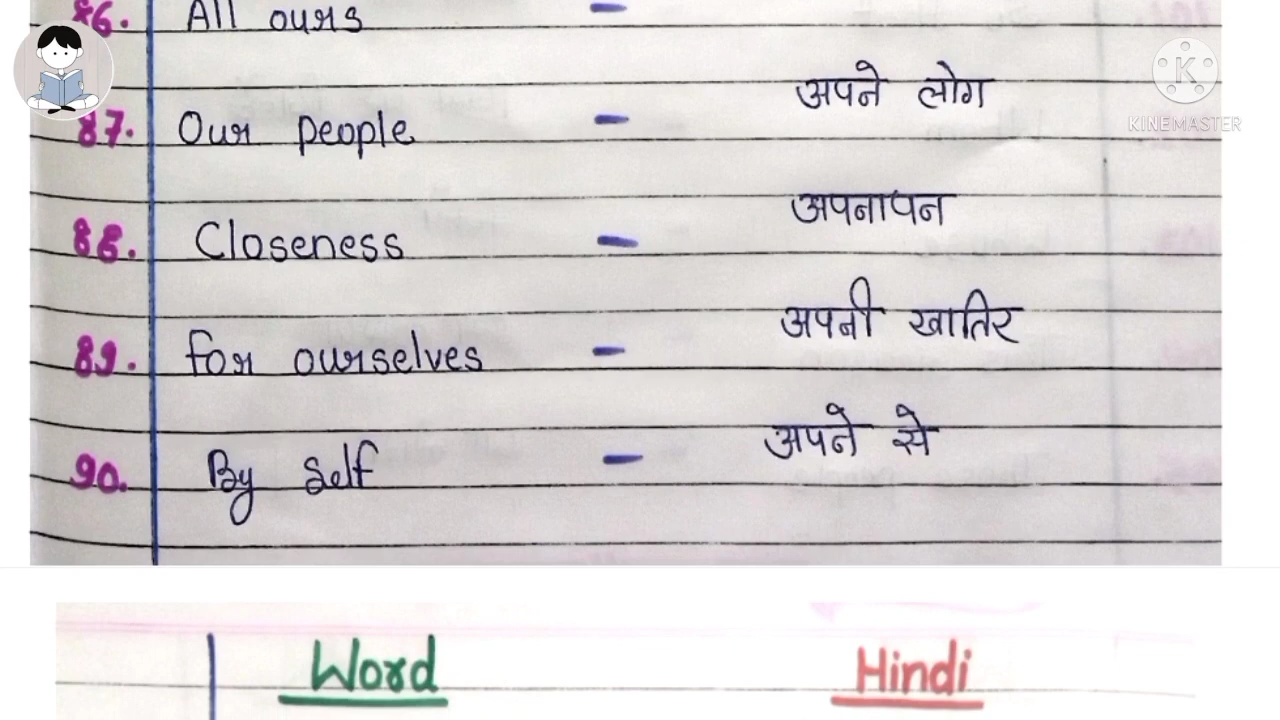 86. All ours -
87. Our people - अपने लोग
KINEMASTER
88. Closeness - अपनापन
89. for ourselves - अपनी खातिर
90. By self - अपने से
Word Hindi